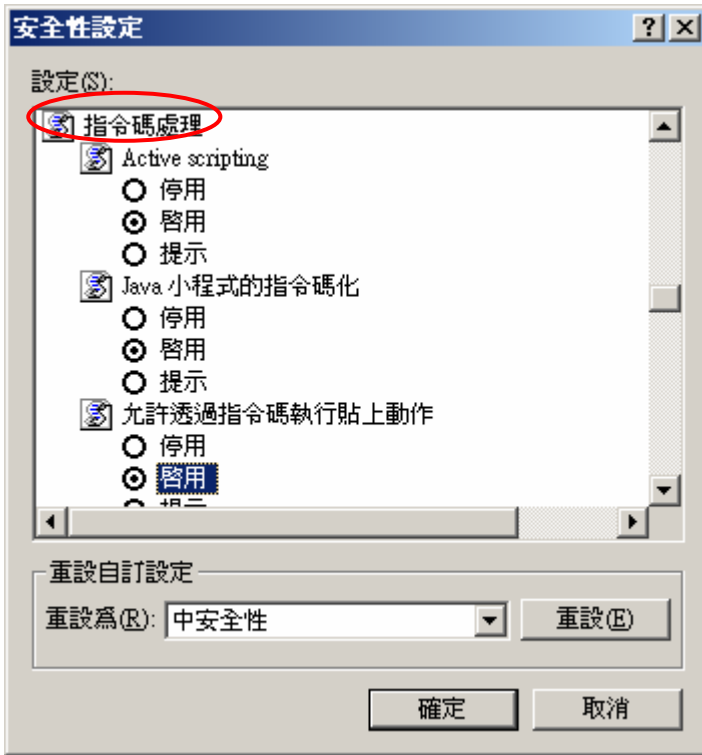 安全性設定
設定(S):
指令碼處理
Active scripting
停用
啓用
提示
Java 小程式的指令碼化
停用
啓用
提示
允許透過指令碼執行貼上動作
停用
啓用
提示
重設自訂設定
重設爲(R): 中安全性 重設(E)
確定 取消